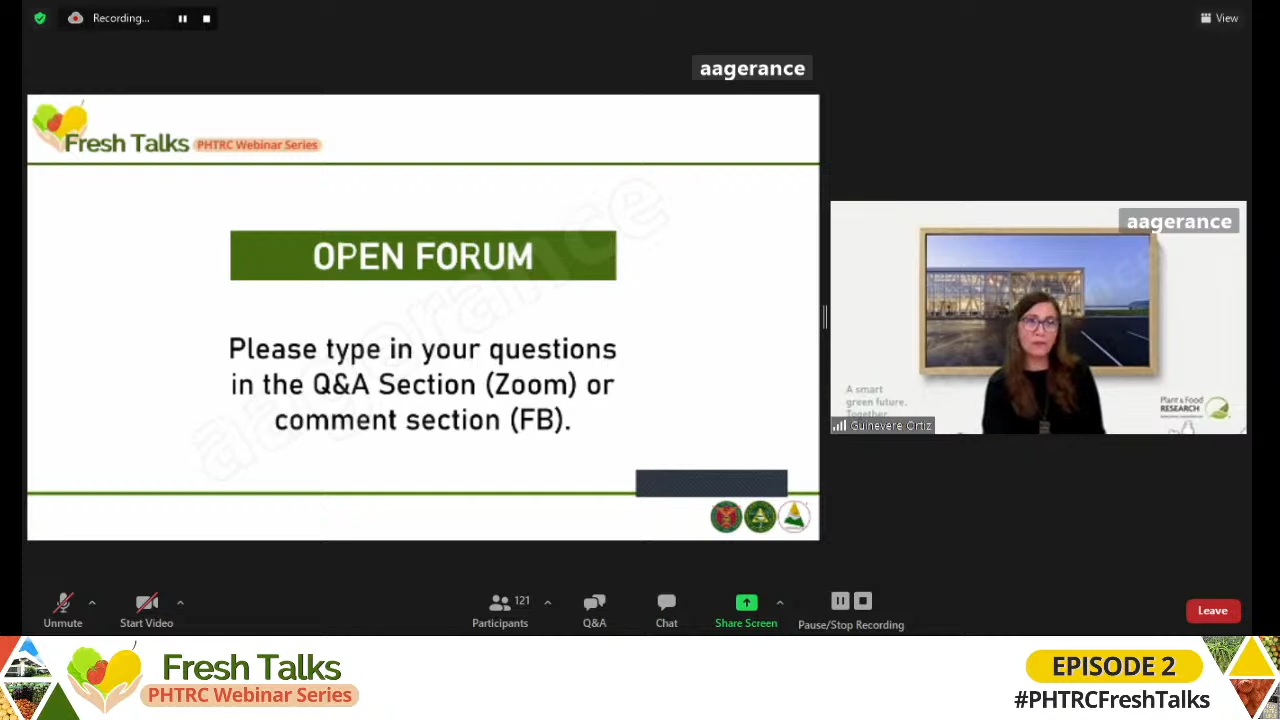 Recording...
View
aagerance
Fresh Talks PHTRC Webinar Series
OPEN FORUM
Please type in your questions
in the Q&A Section (Zoom) or
comment section (FB).
aagerance
aagerance
A smart
green future.
Together.
Plant & Food
RESEARCH
Guinevere Ortiz
Unmute
Start Video
121
Participants
Q&A
Chat
Share Screen
Pause/Stop Recording
Leave
Fresh Talks
PHTRC Webinar Series
EPISODE 2
#PHTRCFreshTalks